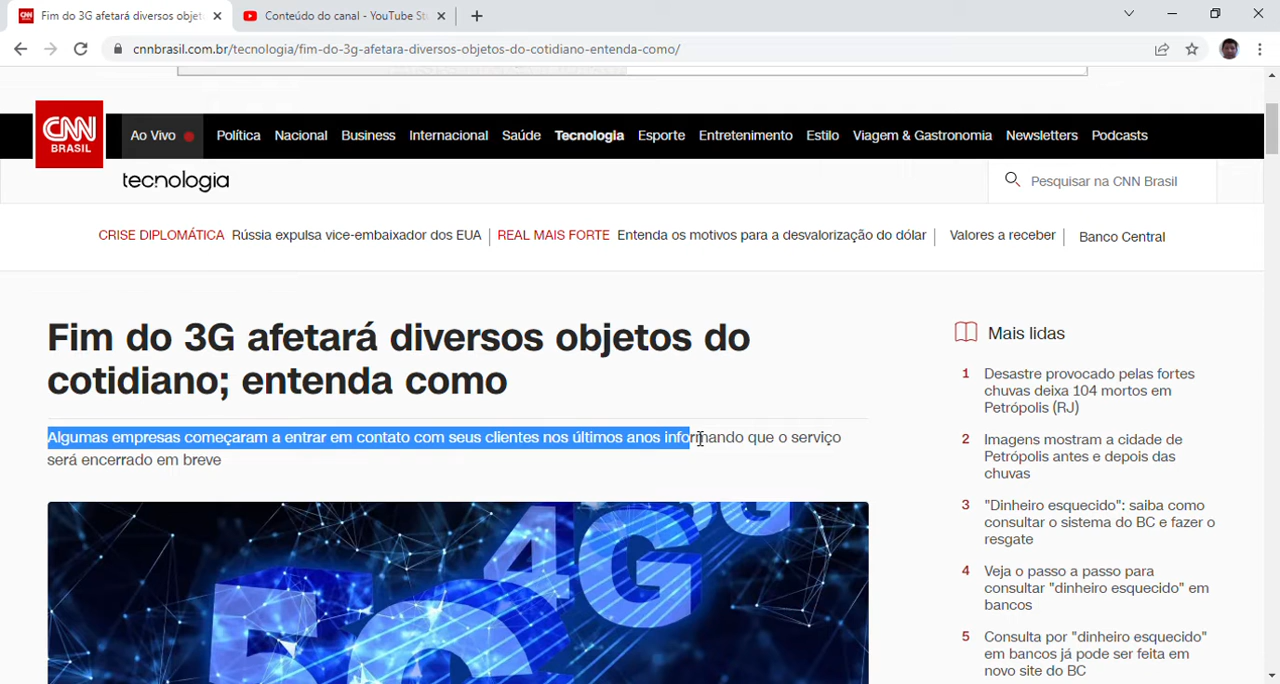 Fim do 3G afetará diversos objet
Conteúdo do canal - YouTube St
cnnbrasil.com.br/tecnologia/fim-do-3g-afetara-diversos-objetos-do-cotidiano-entenda-como/
CNN
BRASIL
Ao Vivo Política Nacional Business Internacional Saúde Tecnologia Esporte Entretenimento Estilo Viagem & Gastronomia Newsletters Podcasts
tecnologia
Pesquisar na CNN Brasil
CRISE DIPLOMÁTICA Rússia expulsa vice-embaixador dos EUA | REAL MAIS FORTE Entenda os motivos para a desvalorização do dólar | Valores a receber | Banco Central
Fim do 3G afetará diversos objetos do
cotidiano; entenda como
Algumas empresas começaram a entrar em contato com seus clientes nos últimos anos informando que o serviço
será encerrado em breve
3G
4G
5G
Mais lidas
1 Desastre provocado pelas fortes
chuvas deixa 104 mortos em
Petrópolis (RJ)
2 Imagens mostram a cidade de
Petrópolis antes e depois das
chuvas
3 "Dinheiro esquecido": saiba como
consultar o sistema do BC e fazer o
resgate
4 Veja o passo a passo para
consultar "dinheiro esquecido" em
bancos
5 Consulta por "dinheiro esquecido"
em bancos já pode ser feita em
novo site do BC